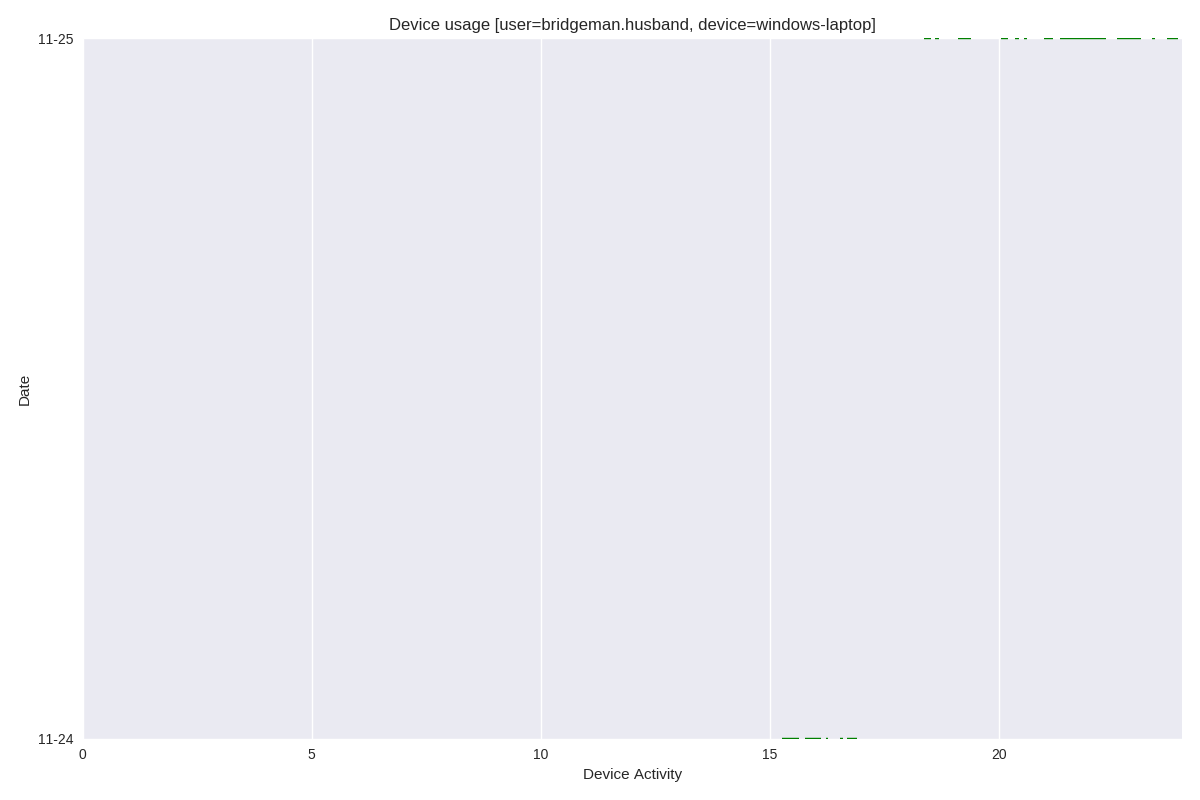 Device usage [user=bridgeman.husband, device=windows-laptop]
11-25
Date
11-24
0 5 10 15 20
Device Activity